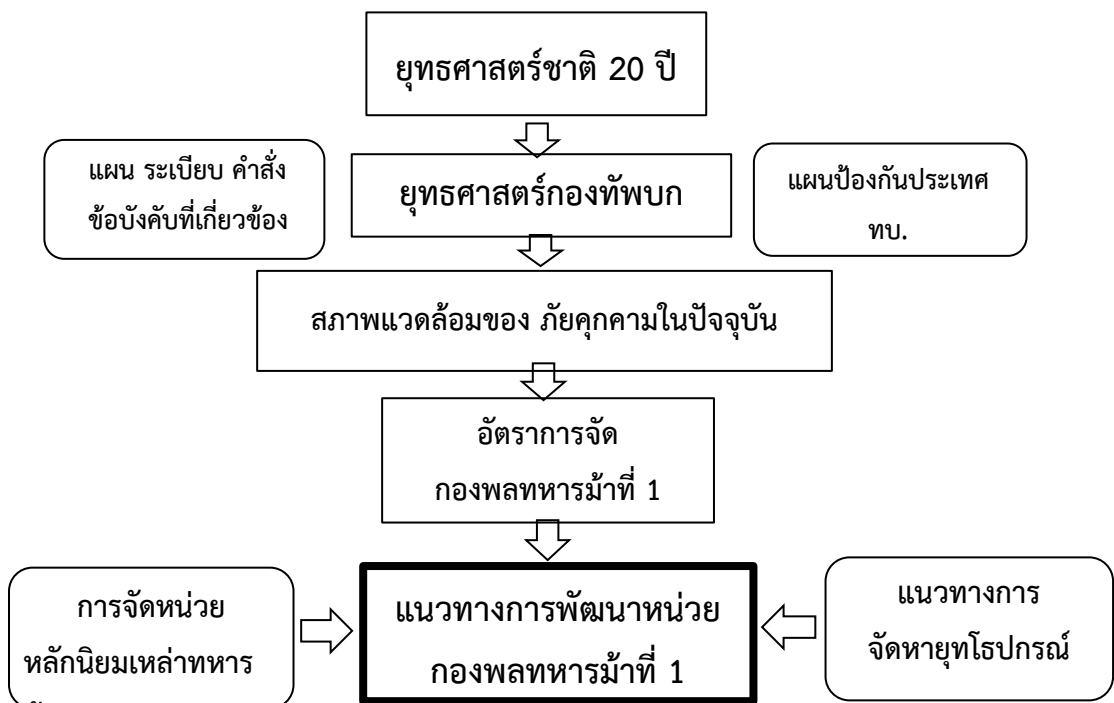 ยุทธศาสตร์ชาติ 20 ปี
แผน ระเบียบ คำสั่ง
ข้อบังคับที่เกี่ยวข้อง
ยุทธศาสตร์กองทัพบก
แผนป้องกันประเทศ
ทบ.
สภาพแวดล้อมของ ภัยคุกคามในปัจจุบัน
อัตราการจัด
กองพลทหารม้าที่ 1
การจัดหน่วย
หลักนิยมเหล่าทหาร
แนวทางการพัฒนาหน่วย
กองพลทหารม้าที่ 1
แนวทางการ
จัดหายุทโธปกรณ์